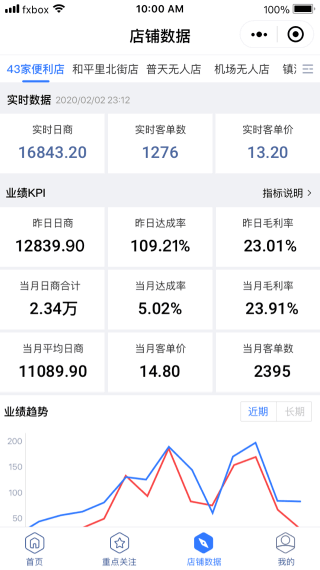 fxbox 10:00 AM 100%
店铺数据
43家便利店 和平里北街店 普天无人店 机场无人店 镇
实时数据 2020/02/02 23:12
实时日商 实时客单数 实时客单价
16843.20 1276 13.20
业绩KPI 指标说明
昨日日商 昨日达成率 昨日毛利率
12839.90 109.21% 23.01%
当月日商合计 当月达成率 当月毛利率
2.34万 5.02% 23.91%
当月平均日商 当月客单价 当月客单数
11089.90 14.80 2395
业绩趋势 近期 长期
200
150
100
50
首页 重点关注 店铺数据 我的